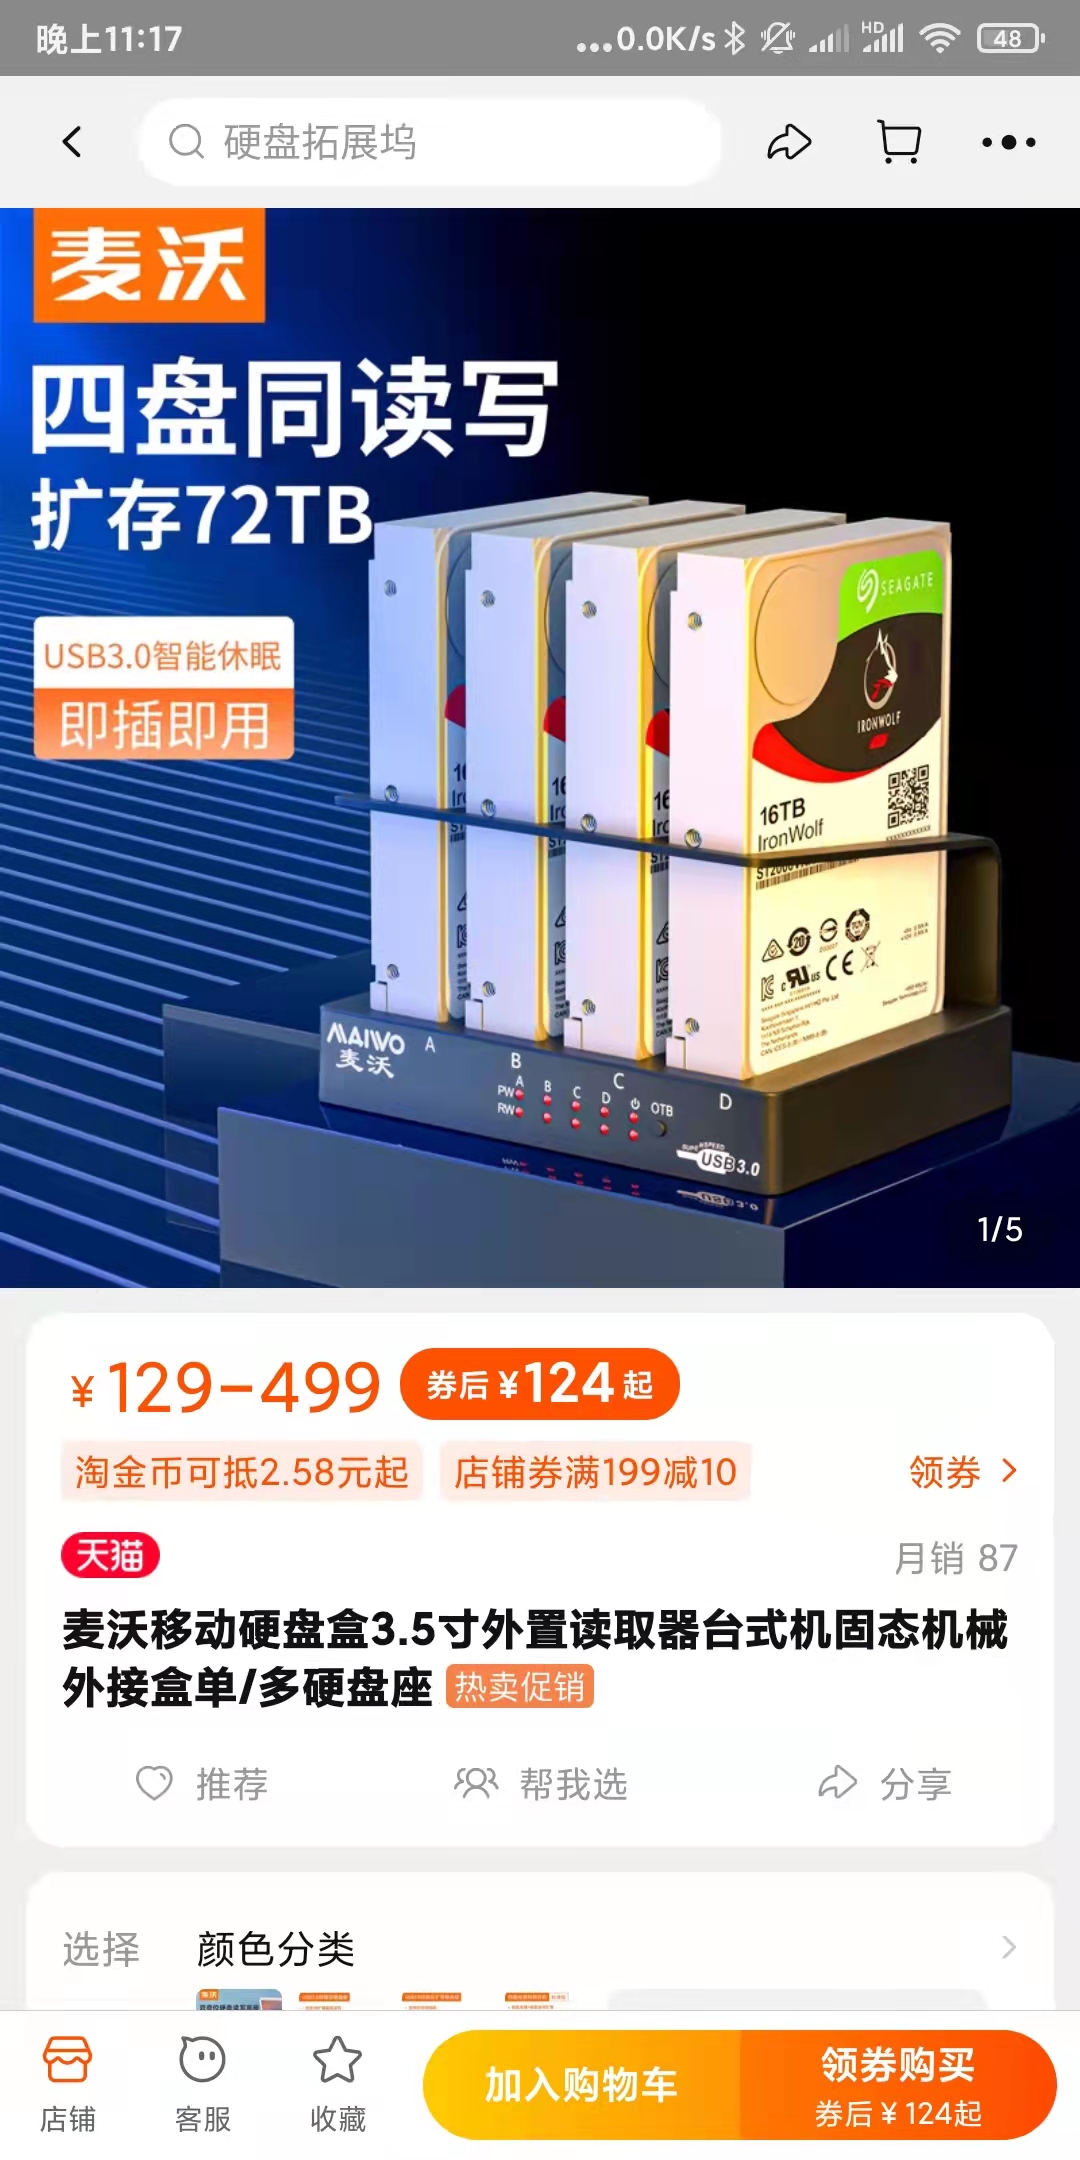 晚上11:17
...0.0K/s
HD
48
硬盘拓展坞
麦沃
四盘同读写
扩存72TB
USB3.0智能休眠
即插即用
SEAGATE
IRONWOLF
16TB
IronWolf
MAIWO
麦沃
A
B
C
D
A B C D
PW
RW
OTB
USB3.0
1/5
¥129-499
券后¥124起
淘金币可抵2.58元起
店铺券满199减10
领券
天猫
月销 87
麦沃移动硬盘盒3.5寸外置读取器台式机固态机械
外接盒单/多硬盘座
热卖促销
推荐
帮我选
分享
选择
颜色分类
店铺
客服
收藏
加入购物车
领券购买
券后¥124起